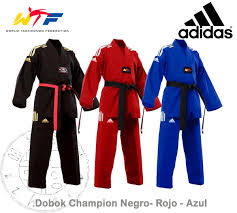 WTF
WORLD TAEKWONDO FEDERATION
adidas
Dobok Champion Negro- Rojo - Azul